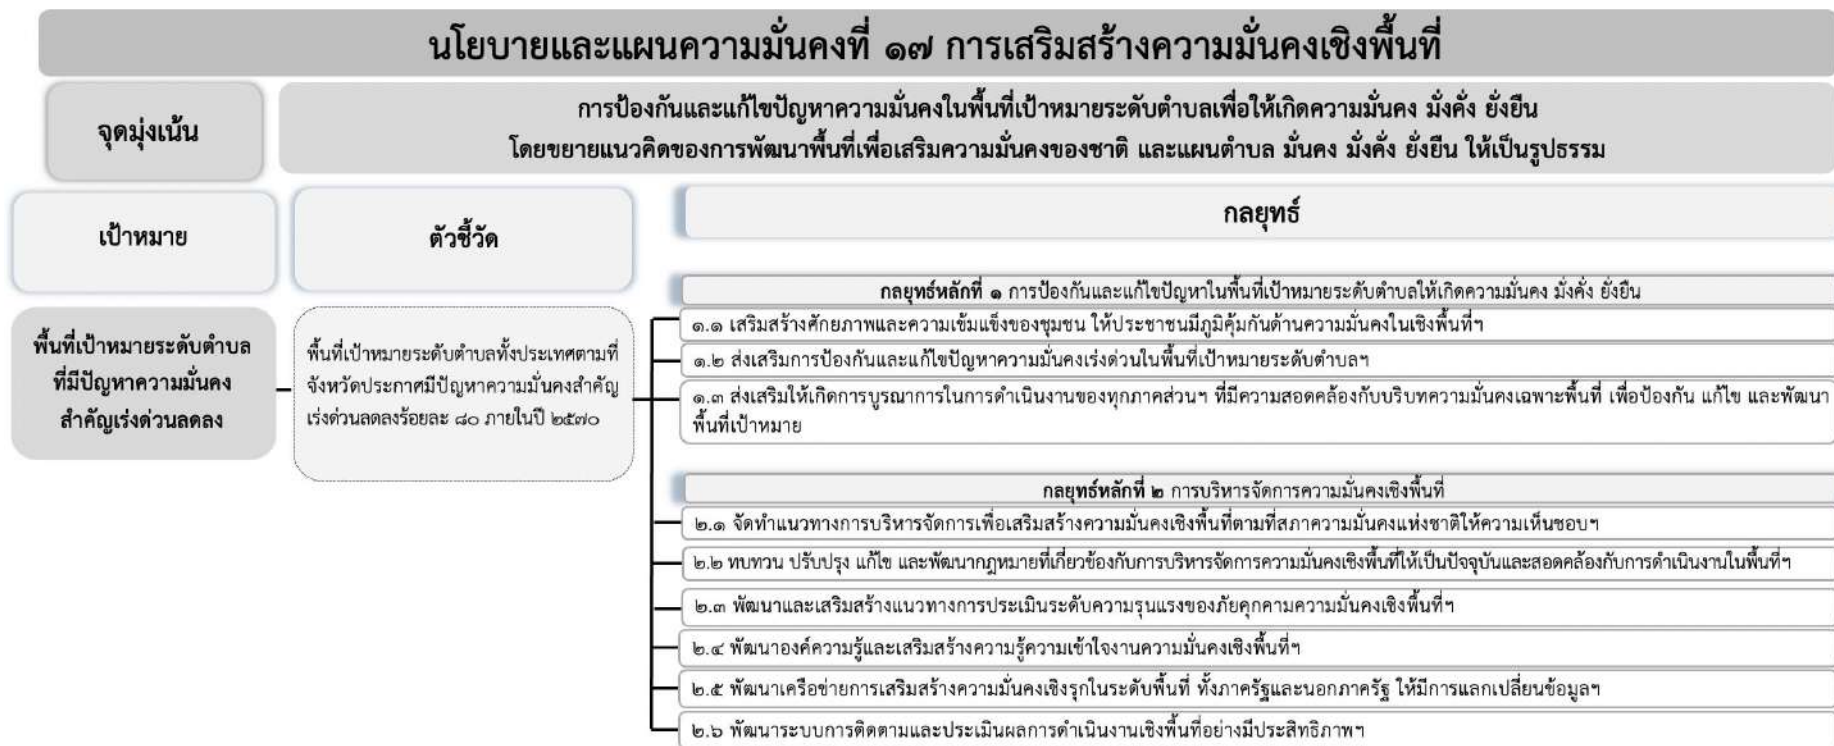 นโยบายและแผนความมั่นคงที่ ๑๗ การเสริมสร้างความมั่นคงเชิงพื้นที่
จุดมุ่งเน้น
การป้องกันและแก้ไขปัญหาความมั่นคงในพื้นที่เป้าหมายระดับตำบลเพื่อให้เกิดความมั่นคง มั่งคั่ง ยั่งยืน
โดยขยายแนวคิดของการพัฒนาพื้นที่เพื่อเสริมความมั่นคงของชาติ และแผนตำบล มั่นคง มั่งคั่ง ยั่งยืน ให้เป็นรูปธรรม
เป้าหมาย
ตัวชี้วัด
กลยุทธ์
พื้นที่เป้าหมายระดับตำบล
ที่มีปัญหาความมั่นคง
สำคัญเร่งด่วนลดลง
พื้นที่เป้าหมายระดับตำบลทั้งประเทศตามที่
จังหวัดประกาศมีปัญหาความมั่นคงสำคัญ
เร่งด่วนลดลงร้อยละ ๘๐ ภายในปี ๒๕๗๐
กลยุทธ์หลักที่ ๑ การป้องกันและแก้ไขปัญหาในพื้นที่เป้าหมายระดับตำบลให้เกิดความมั่นคง มั่งคั่ง ยั่งยืน
๑.๑ เสริมสร้างศักยภาพและความเข้มแข็งของชุมชน ให้ประชาชนมีภูมิคุ้มกันด้านความมั่นคงในเชิงพื้นที่ฯ
๑.๒ ส่งเสริมการป้องกันและแก้ไขปัญหาความมั่นคงเร่งด่วนในพื้นที่เป้าหมายระดับตำบลฯ
๑.๓ ส่งเสริมให้เกิดการบูรณาการในการดำเนินงานของทุกภาคส่วนฯ ที่มีความสอดคล้องกับบริบทความมั่นคงเฉพาะพื้นที่ เพื่อป้องกัน แก้ไข และพัฒนา
พื้นที่เป้าหมาย
กลยุทธ์หลักที่ ๒ การบริหารจัดการความมั่นคงเชิงพื้นที่
๒.๑ จัดทำแนวทางการบริหารจัดการเพื่อเสริมสร้างความมั่นคงเชิงพื้นที่ตามที่สภาความมั่นคงแห่งชาติให้ความเห็นชอบฯ
๒.๒ ทบทวน ปรับปรุง แก้ไข และพัฒนากฎหมายที่เกี่ยวข้องกับการบริหารจัดการความมั่นคงเชิงพื้นที่ให้เป็นปัจจุบันและสอดคล้องกับการดำเนินงานในพื้นที่ฯ
๒.๓ พัฒนาและเสริมสร้างแนวทางการประเมินระดับความรุนแรงของภัยคุกคามความมั่นคงเชิงพื้นที่ฯ
๒.๔ พัฒนาองค์ความรู้และเสริมสร้างความรู้ความเข้าใจงานความมั่นคงเชิงพื้นที่ฯ
๒.๕ พัฒนาเครือข่ายการเสริมสร้างความมั่นคงเชิงรุกในระดับพื้นที่ ทั้งภาครัฐและนอกภาครัฐ ให้มีการแลกเปลี่ยนข้อมูลฯ
๒.๖ พัฒนาระบบการติดตามและประเมินผลการดำเนินงานเชิงพื้นที่อย่างมีประสิทธิภาพฯ